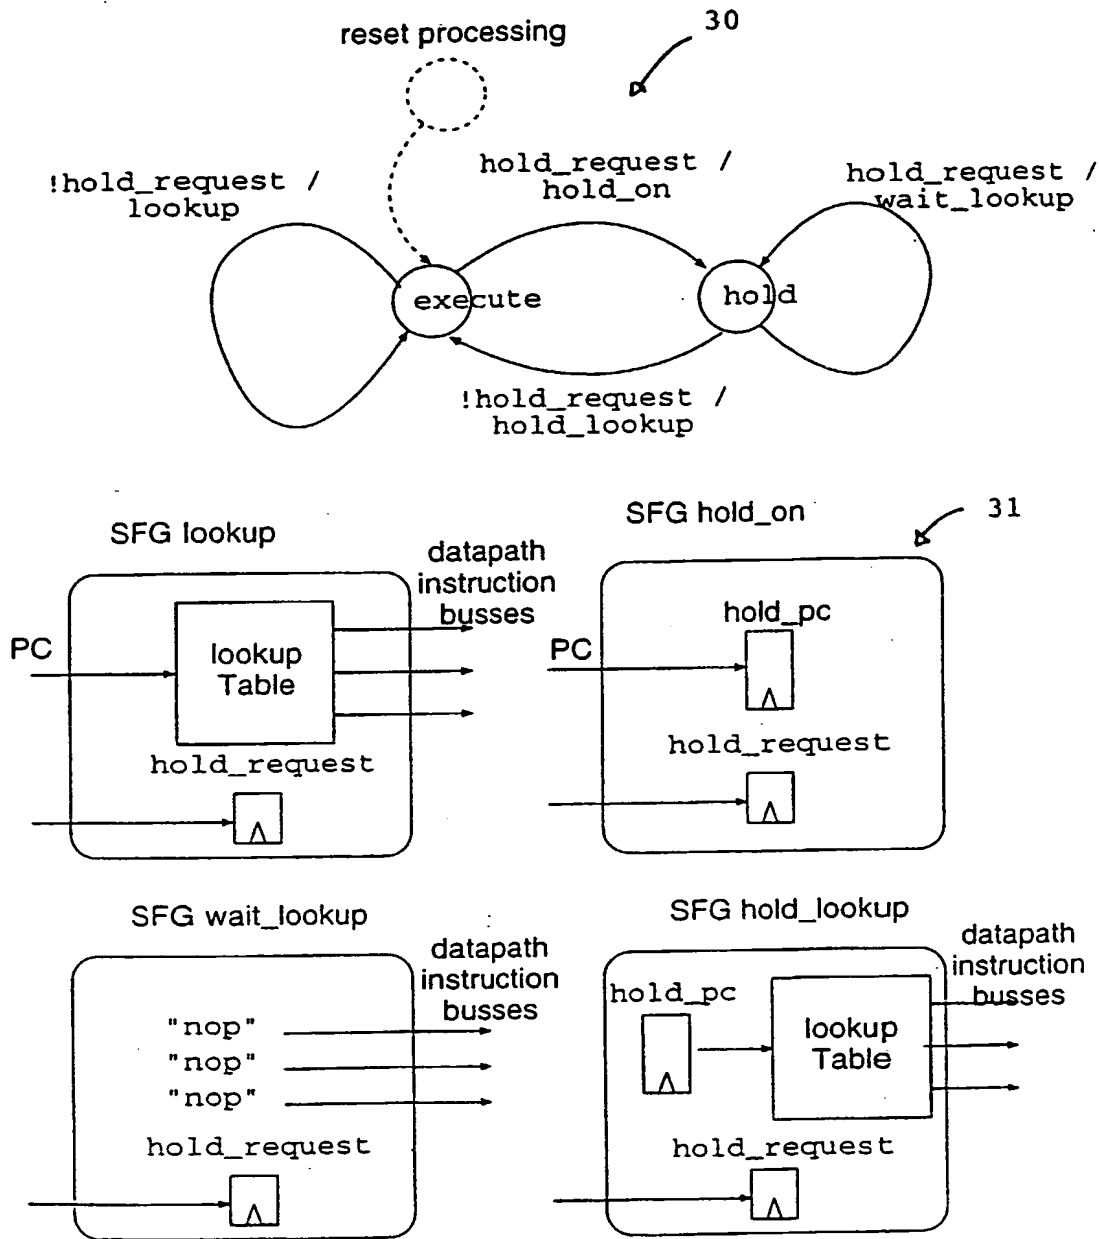 reset processing
30
!hold_request /
lookup
hold_request /
hold_on
hold_request /
wait_lookup
execute
hold
!hold_request /
hold_lookup
SFG lookup
SFG hold_on
31
datapath
instruction
busses
PC
lookup
Table
hold_request
PC
hold_pc
hold_request
SFG wait_lookup
SFG hold_lookup
datapath
instruction
busses
"nop"
"nop"
"nop"
hold_request
datapath
instruction
busses
hold_pc
lookup
Table
hold_request